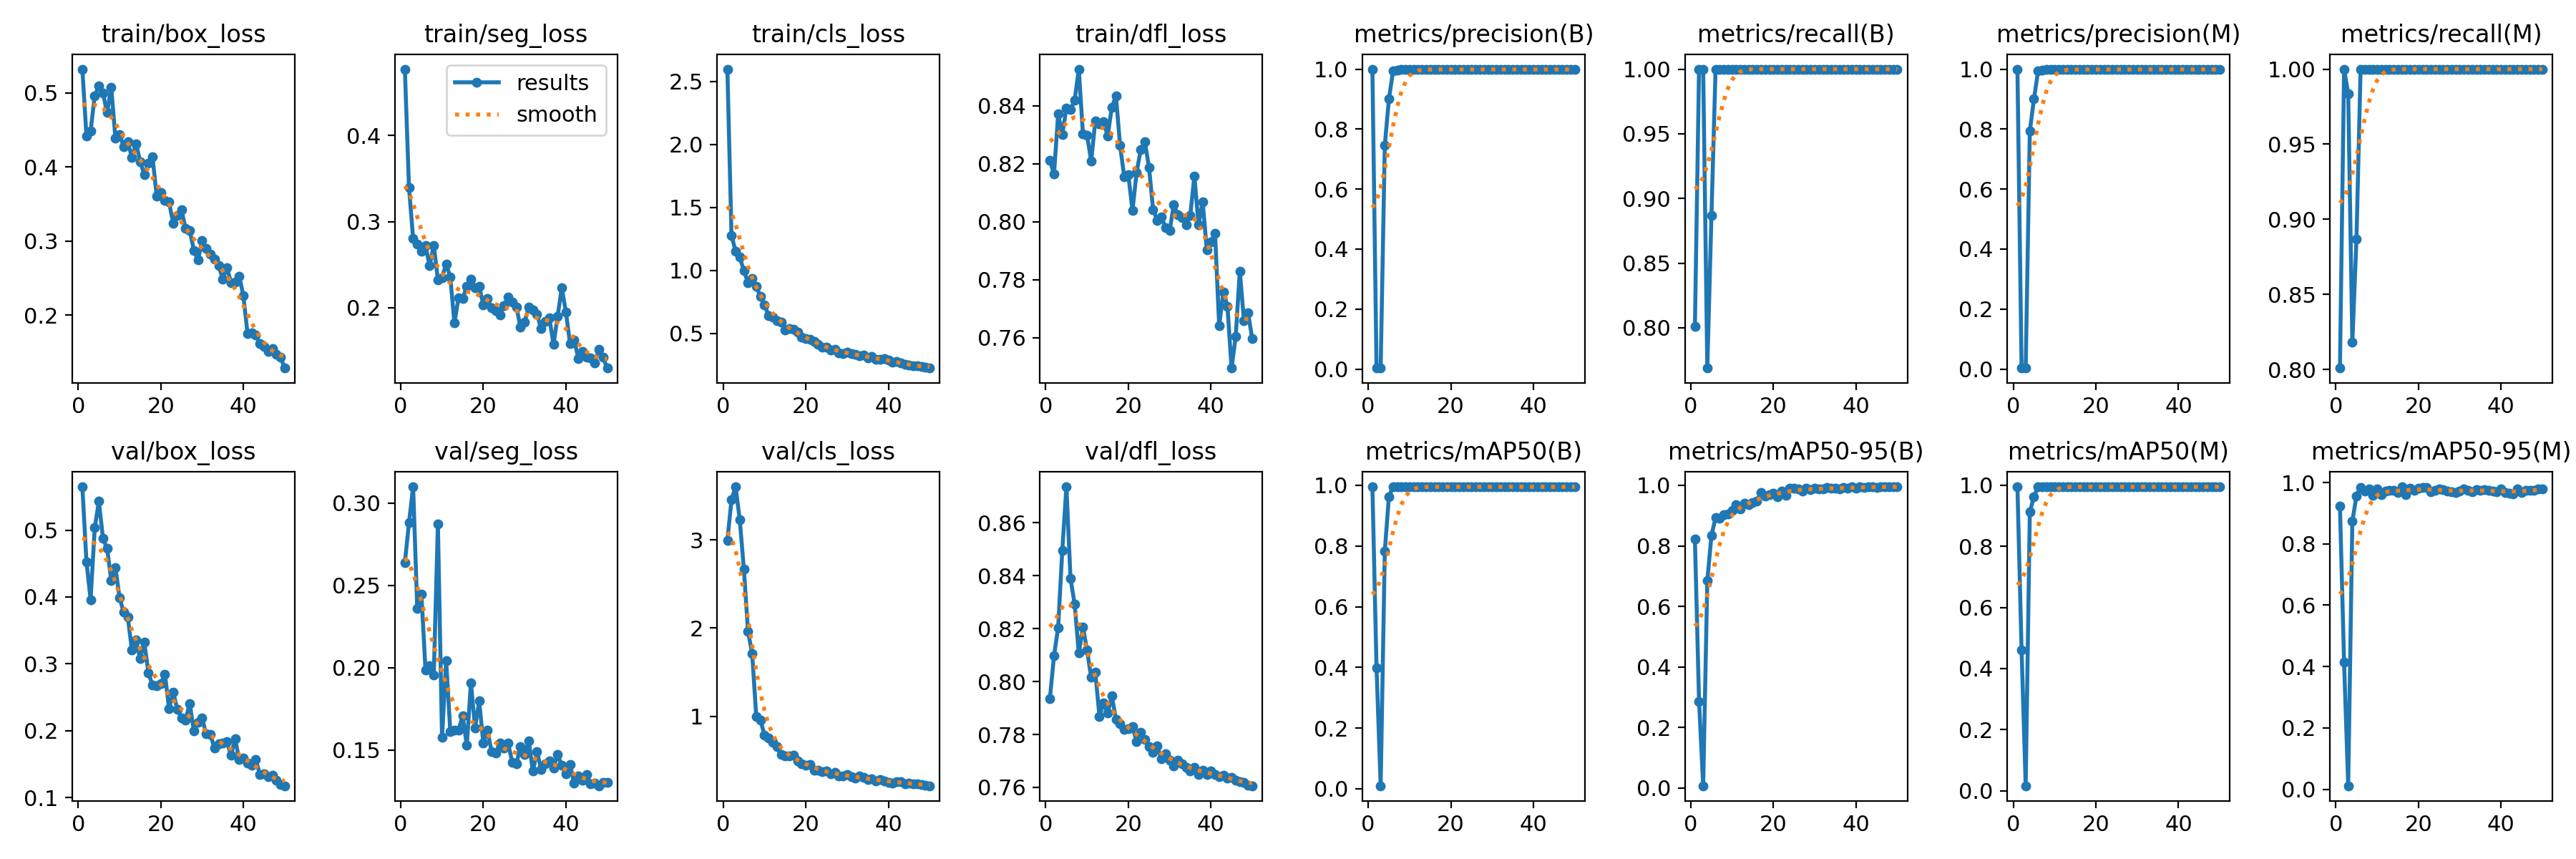 train/box_loss
0.5
0.4
0.3
0.2
0 20 40
train/seg_loss
results
smooth
0.4
0.3
0.2
0 20 40
train/cls_loss
2.5
2.0
1.5
1.0
0.5
0 20 40
train/dfl_loss
0.84
0.82
0.80
0.78
0.76
0 20 40
metrics/precision(B)
1.0
0.8
0.6
0.4
0.2
0.0
0 20 40
metrics/recall(B)
1.00
0.95
0.90
0.85
0.80
0 20 40
metrics/precision(M)
1.0
0.8
0.6
0.4
0.2
0.0
0 20 40
metrics/recall(M)
1.00
0.95
0.90
0.85
0.80
0 20 40
val/box_loss
0.5
0.4
0.3
0.2
0.1
0 20 40
val/seg_loss
0.30
0.25
0.20
0.15
0 20 40
val/cls_loss
3
2
1
0 20 40
val/dfl_loss
0.86
0.84
0.82
0.80
0.78
0.76
0 20 40
metrics/mAP50(B)
1.0
0.8
0.6
0.4
0.2
0.0
0 20 40
metrics/mAP50-95(B)
1.0
0.8
0.6
0.4
0.2
0.0
0 20 40
metrics/mAP50(M)
1.0
0.8
0.6
0.4
0.2
0.0
0 20 40
metrics/mAP50-95(M)
1.0
0.8
0.6
0.4
0.2
0.0
0 20 40